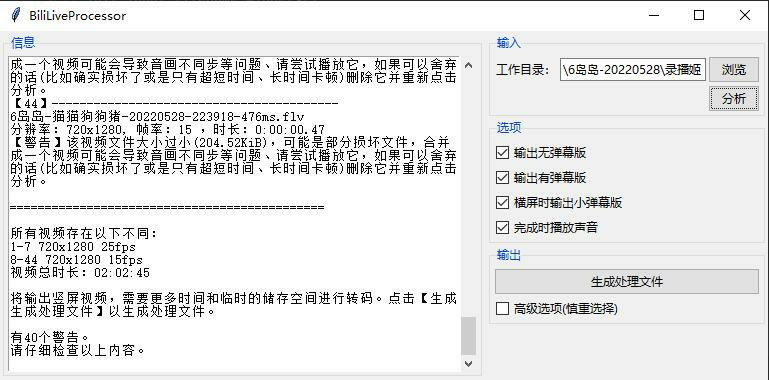 BiliLiveProcessor
信息
成一个视频可能会导致音画不同步等问题、请尝试播放它，如果可以舍弃
的话(比如确实损坏了或是只有超短时间、长时间卡顿)删除它并重新点击
分析。
【44】-----------------------------------------
6岛岛-猫猫狗狗猪-20220528-223918-476ms.flv
分辨率：720x1280, 帧率：15 ，时长：0:00:00.47
【警告】该视频文件大小过小(204.52KiB)，可能是部分损坏文件，合并
成一个视频可能会导致音画不同步等问题、请尝试播放它，如果可以舍弃
的话(比如确实损坏了或是只有超短时间、长时间卡顿)删除它并重新点击
分析。
=============================================
所有视频存在以下不同：
1-7 720x1280 25fps
8-44 720x1280 15fps
视频总时长：02:02:45
将输出竖屏视频，需要更多时间和临时的储存空间进行转码。点击【生成
生成处理文件】以生成处理文件。
有40个警告。
请仔细检查以上内容。
输入
工作目录：
\6岛岛-20220528\录播姬
浏览
分析
选项
输出无弹幕版
输出有弹幕版
横屏时输出小弹幕版
完成时播放声音
输出
生成处理文件
高级选项(慎重选择)